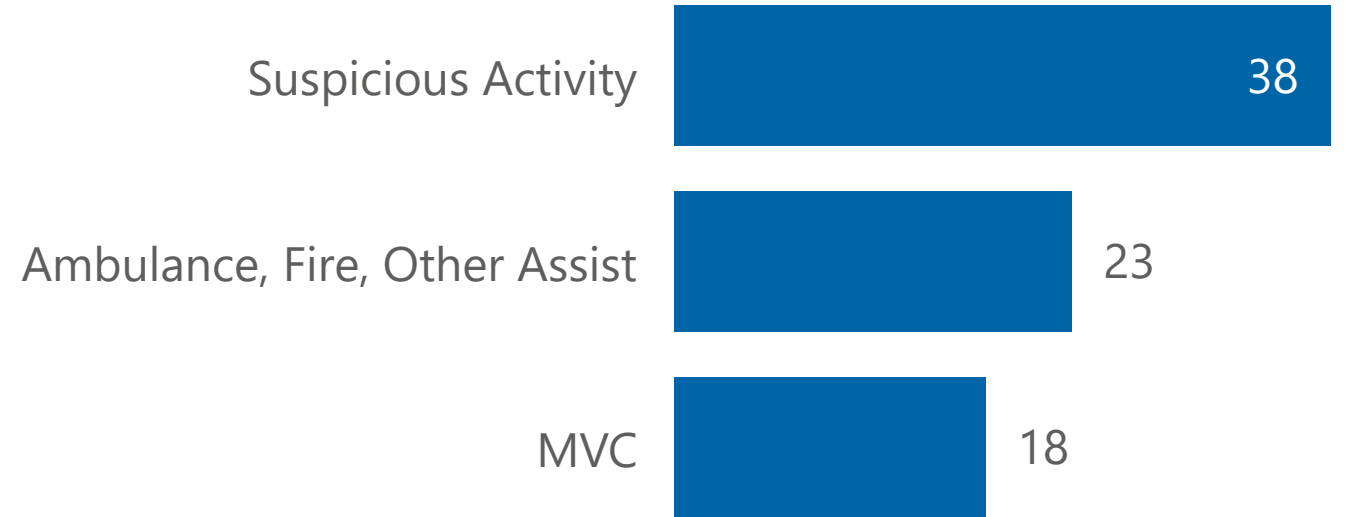 Suspicious Activity 38
Ambulance, Fire, Other Assist 23
MVC 18